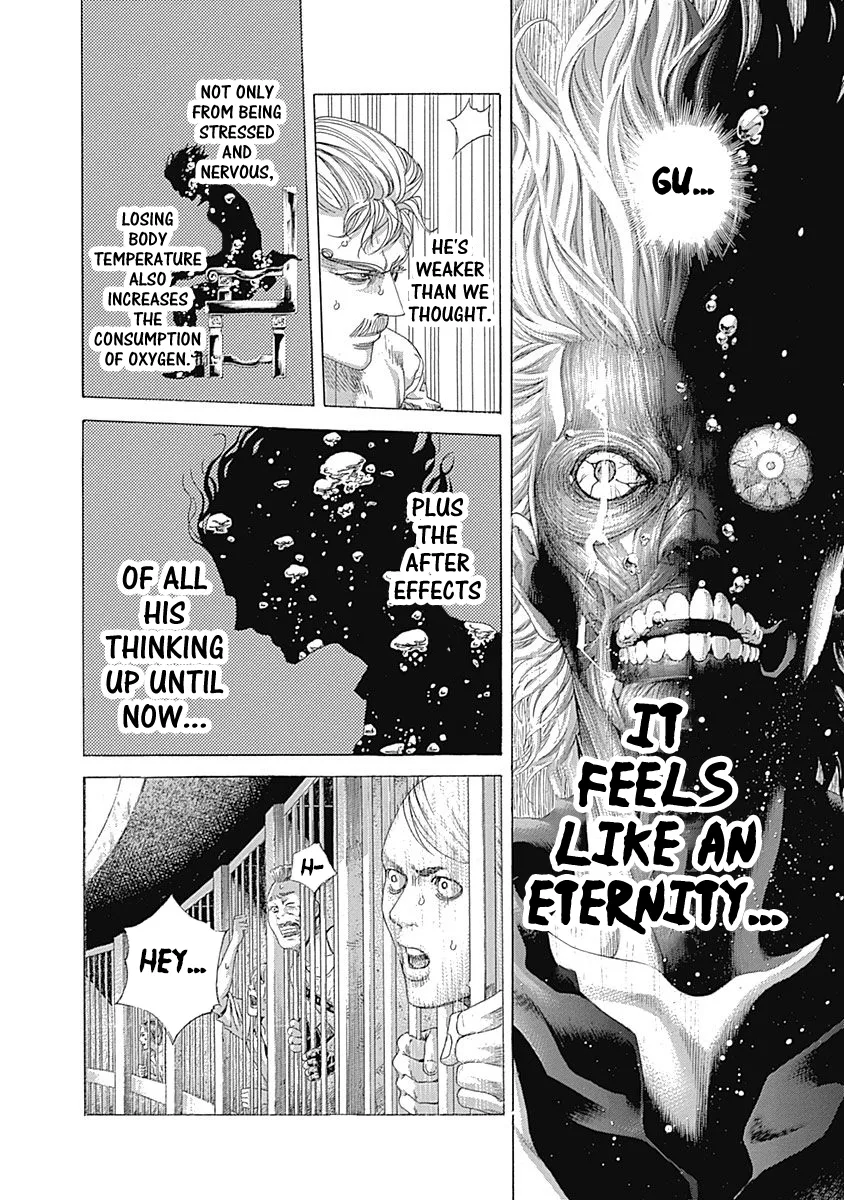 GU...
IT
FEELS
LIKE AN
ETERNITY...
HE'S
WEAKER
THAN WE
THOUGHT.
NOT ONLY
FROM BEING
STRESSED
AND
NERVOUS,
LOSING
BODY
TEMPERATURE
ALSO
INCREASES
THE
CONSUMPTION
OF OXYGEN.
PLUS
THE
AFTER
EFFECTS
OF ALL
HIS
THINKING
UP UNTIL
NOW...
H-
HEY...